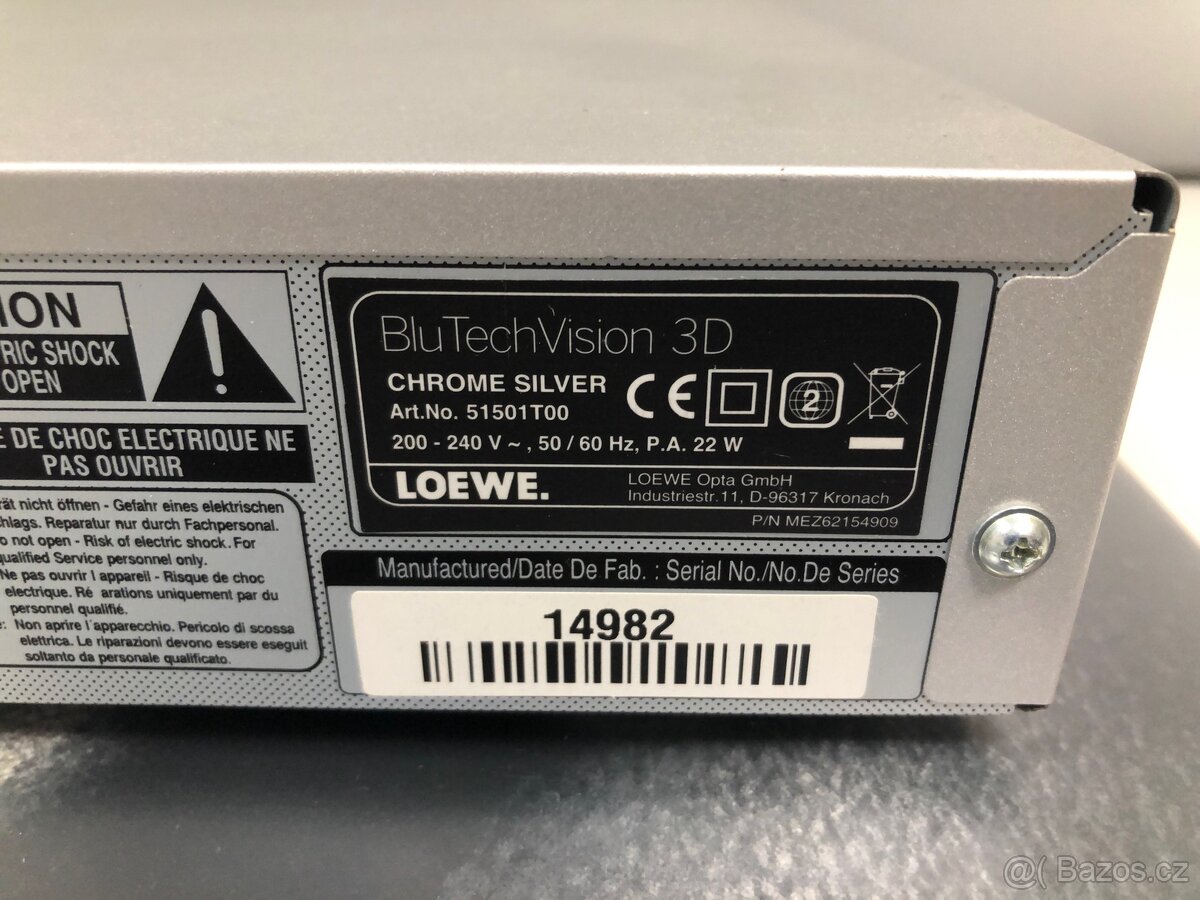 ION
RIC SHOCK
OPEN
E DE CHOC ELECTRIQUE NE
PAS OUVRIR
rät nicht öffnen - Gefahr eines elektrischen
hlags. Reparatur nur durch Fachpersonal.
o not open - Risk of electric shock. For
qualified Service personnel only.
Ne pas ouvrir l appareil - Risque de choc
electrique. Ré arations uniquement par du
personnel qualifié.
e: Non aprire l'apparecchio. Pericolo di scossa
elettrica. Le riparazioni devono essere eseguit
soltanto da personale qualificato.
BluTechVision 3D
CHROME SILVER
Art.No. 51501T00
CE
2
200 - 240 V ~ , 50 / 60 Hz, P.A. 22 W
LOEWE.
LOEWE Opta GmbH
Industriestr.11, D-96317 Kronach
P/N MEZ62154909
Manufactured/Date De Fab. : Serial No./No.De Series
14982
@( Bazos.cz